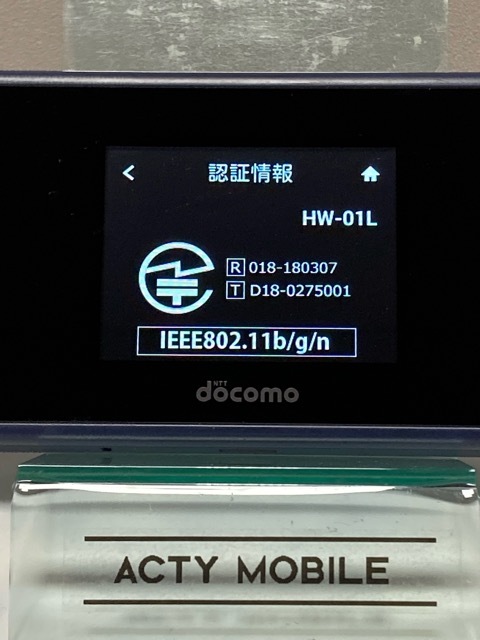 < 認証情報
HW-01L
R 018-180307
T D18-0275001
IEEE802.11b/g/n
NTT
docomo
ACTY MOBILE